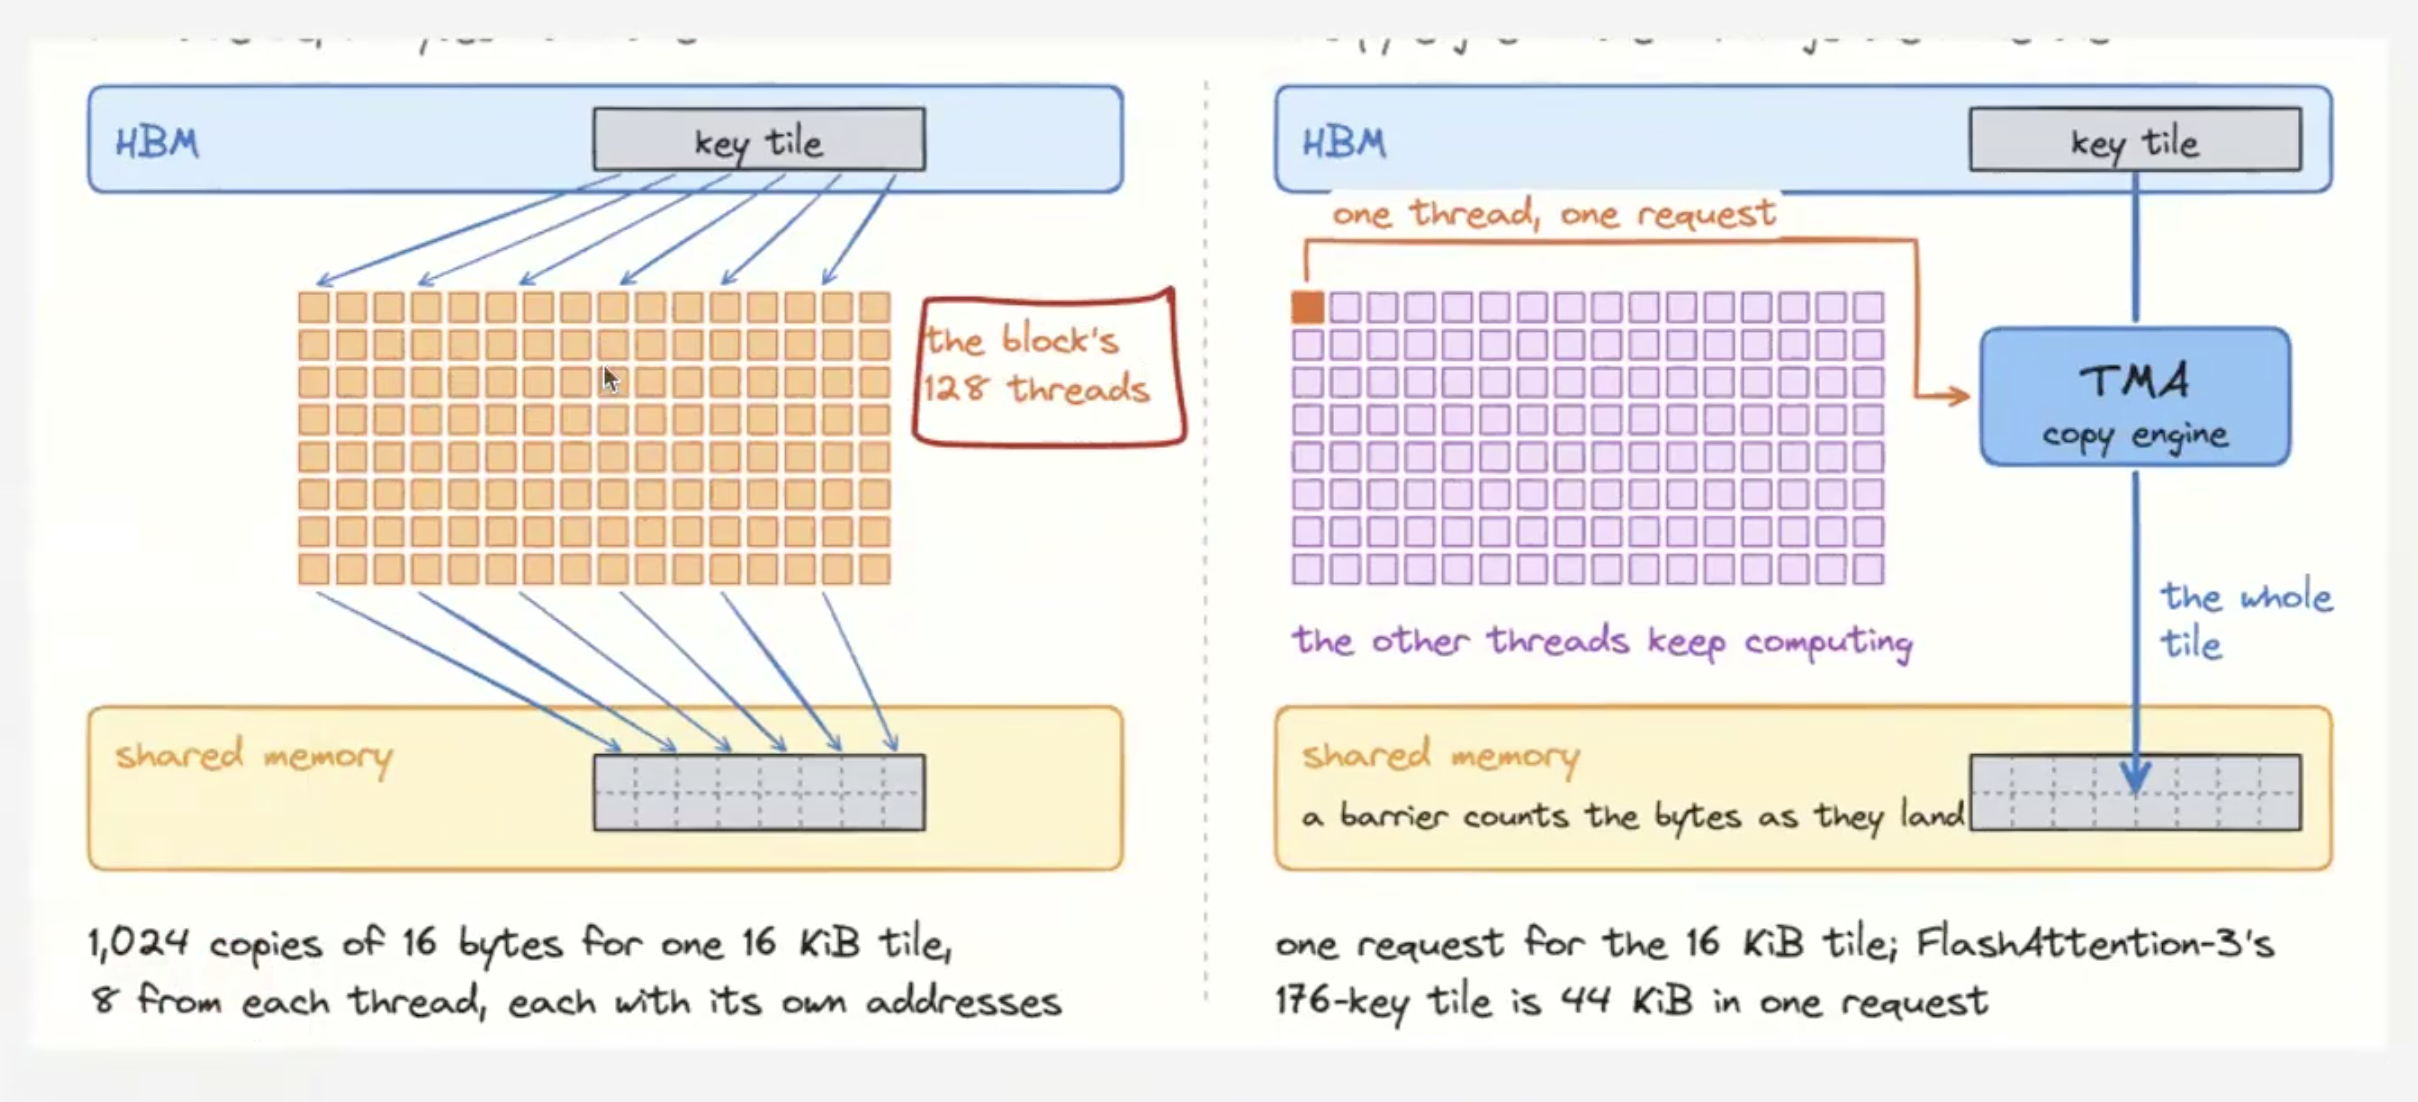 HBM
key tile
the block's
128 threads
shared memory
1,024 copies of 16 bytes for one 16 KiB tile,
8 from each thread, each with its own addresses
HBM
key tile
one thread, one request
TMA
copy engine
the other threads keep computing
the whole
tile
shared memory
a barrier counts the bytes as they land
one request for the 16 KiB tile; FlashAttention-3's
176-key tile is 44 KiB in one request